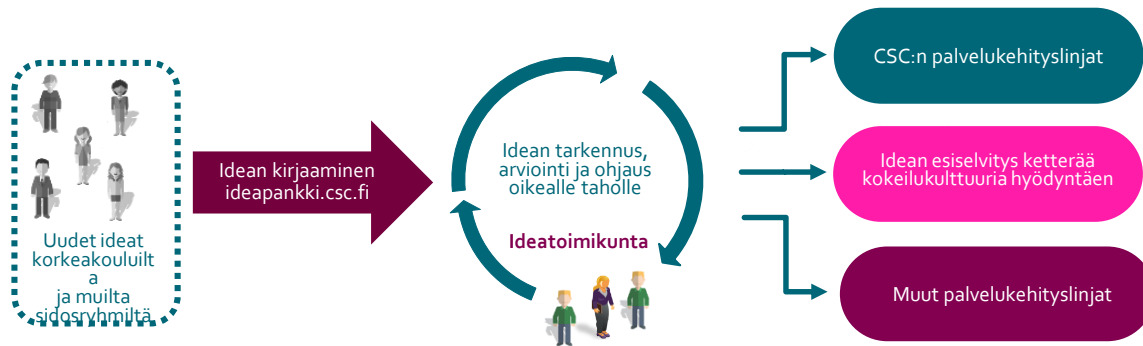 Uudet ideat
korkeakouluilt
a
ja muilta
sidosryhmiltä
Idean kirjaaminen
ideapankki.csc.fi
Idean tarkennus,
arviointi ja ohjaus
oikealle taholle
Ideatoimikunta
CSC:n palvelukehityslinjat
Idean esiselvitys ketterää
kokeilukulttuuria hyödyntäen
Muut palvelukehityslinjat